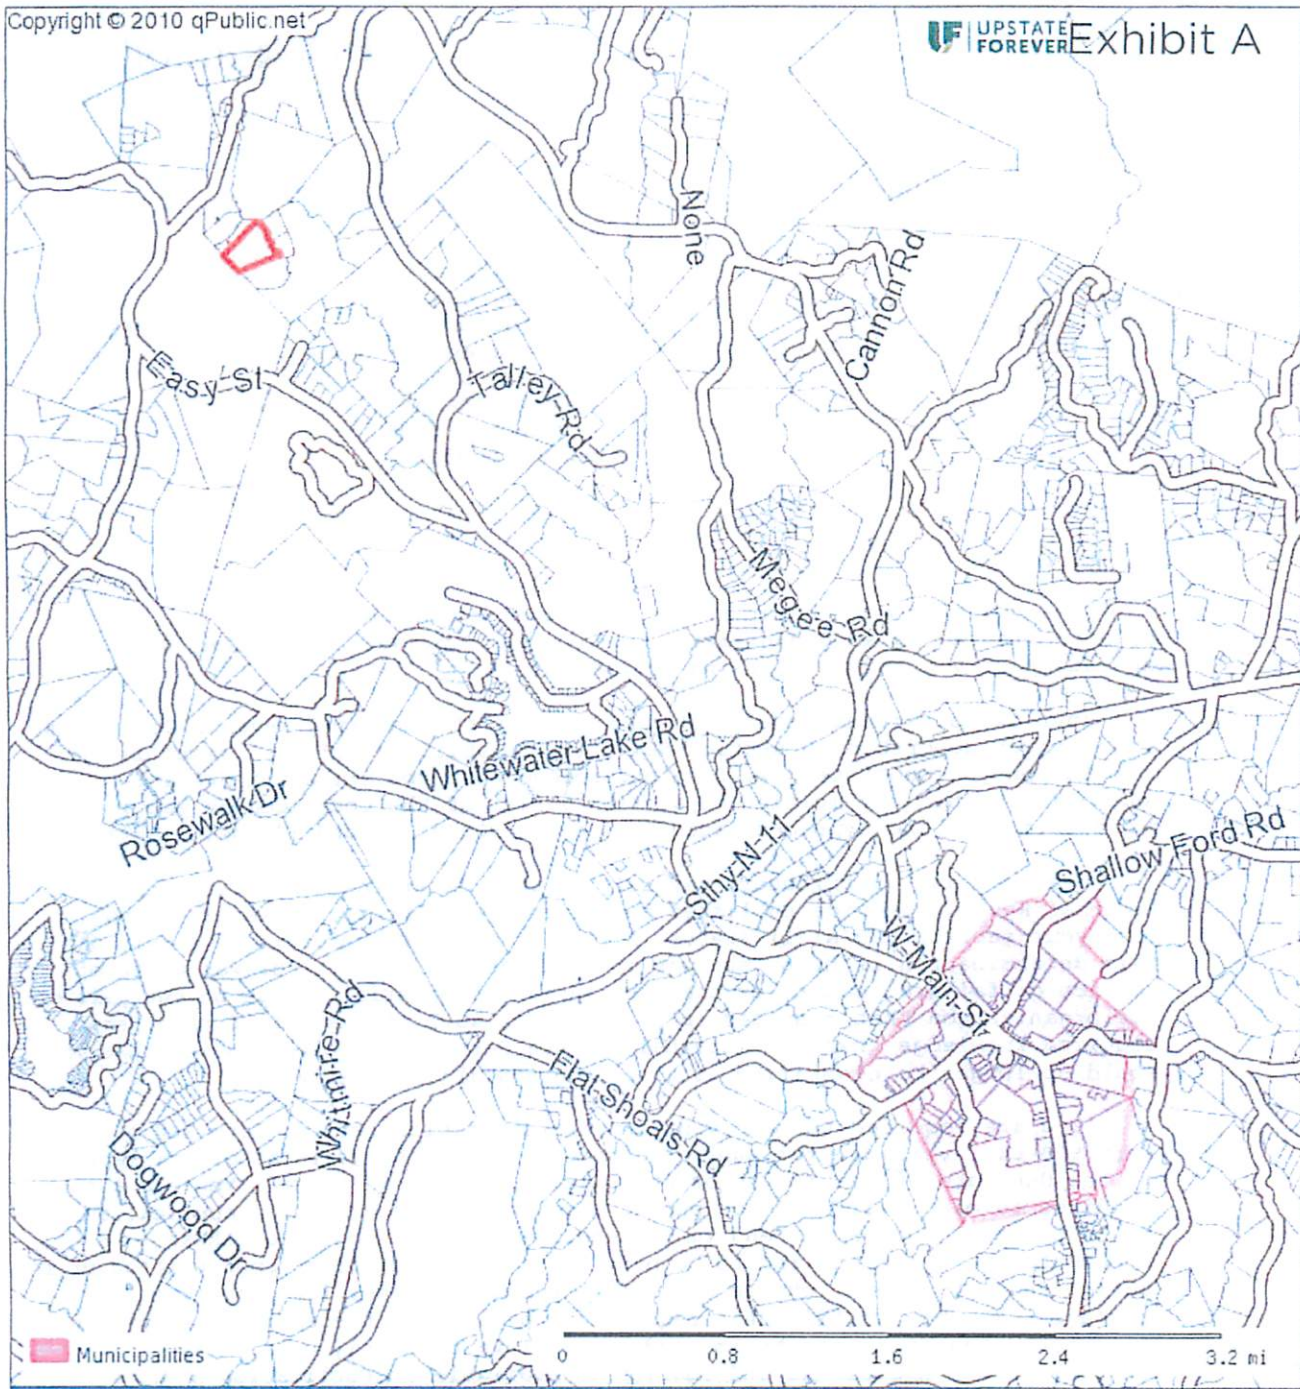 Copyright © 2010 qPublic.net
UF UPSTATE FOREVER Exhibit A
None
Cannon Rd
Easy St
Talley Rd
Megee Rd
Whitewater Lake Rd
Rosewalk Dr
Sthy N 11
Shallow Ford Rd
W Main St
Whitmire Rd
Flat Shoals Rd
Dogwood Dr
Municipalities
0 0.8 1.6 2.4 3.2 mi